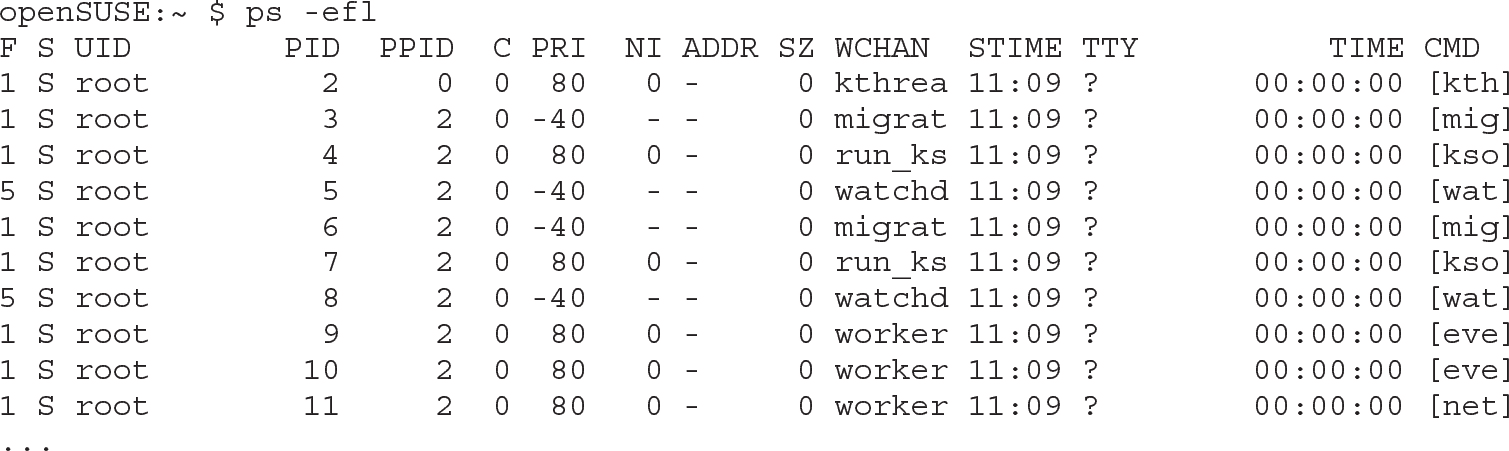 openSUSE:~ $ ps -efl
F S UID        PID  PPID  C PRI  NI ADDR SZ WCHAN  STIME TTY          TIME CMD
1 S root         2     0  0  80   0 -     0 kthrea 11:09 ?        00:00:00 [kth]
1 S root         3     2  0 -40   - -     0 migrat 11:09 ?        00:00:00 [mig]
1 S root         4     2  0  80   0 -     0 run_ks 11:09 ?        00:00:00 [kso]
5 S root         5     2  0 -40   - -     0 watchd 11:09 ?        00:00:00 [wat]
1 S root         6     2  0 -40   - -     0 migrat 11:09 ?        00:00:00 [mig]
1 S root         7     2  0  80   0 -     0 run_ks 11:09 ?        00:00:00 [kso]
5 S root         8     2  0 -40   - -     0 watchd 11:09 ?        00:00:00 [wat]
1 S root         9     2  0  80   0 -     0 worker 11:09 ?        00:00:00 [eve]
1 S root        10     2  0  80   0 -     0 worker 11:09 ?        00:00:00 [eve]
1 S root        11     2  0  80   0 -     0 worker 11:09 ?        00:00:00 [net]
...